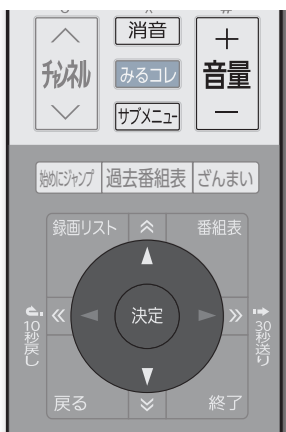 消音
チャンネル
みるコレ
＋
音量
－
サブメニュー
始めにジャンプ
過去番組表
ざんまい
録画リスト
番組表
10秒戻し
決定
30秒送り
戻る
終了